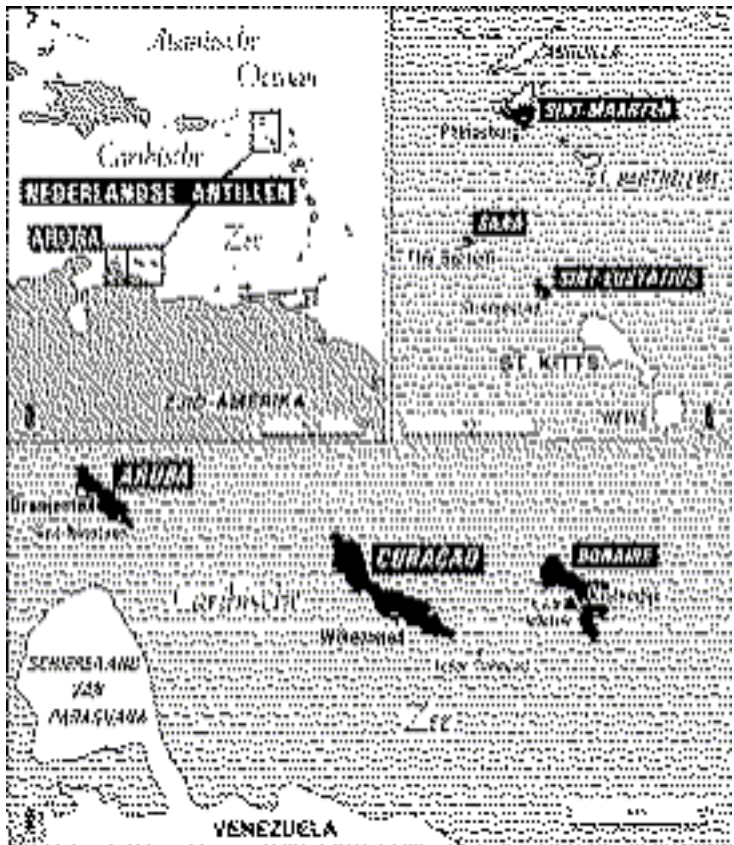 Atlantische
Oceaan
Caribische
NEDERLANDSE ANTILLEN
ARUBA
Zee
ZUID AMERIKA
ANGUILLA
SINT-MAARTEN
Philipsburg
ST. BARTHELEMY
SABA
SINT-EUSTATIUS
ST. KITTS
NEVIS
ARUBA
Oranjestad
CURAÇAO
BONAIRE
Caribische
Willemstad
SCHIEREILAND
VAN
PARAGUANA
Zee
VENEZUELA